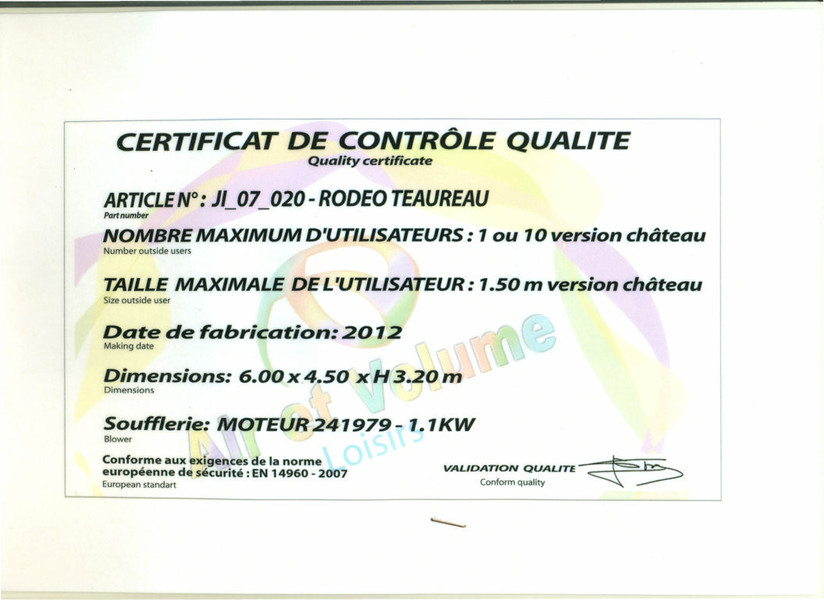 CERTIFICAT DE CONTRÔLE QUALITE
Quality certificate
ARTICLE N° : JI_07_020 - RODEO TEAUREAU
Part number
NOMBRE MAXIMUM D'UTILISATEURS : 1 ou 10 version château
Number outside users
TAILLE MAXIMALE DE L'UTILISATEUR : 1.50 m version château
Size outside user
Date de fabrication: 2012
Making date
Dimensions: 6.00 x 4.50 x H 3.20 m
Dimensions
Soufflerie: MOTEUR 241979 - 1.1KW
Blower
Air et Volume
Loisirs
Conforme aux exigences de la norme
européenne de sécurité : EN 14960 - 2007
European standart
VALIDATION QUALITE
Conform quality